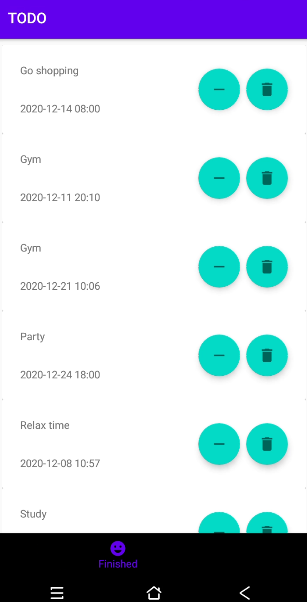 TODO
Go shopping
2020-12-14 08:00
Gym
2020-12-11 20:10
Gym
2020-12-21 10:06
Party
2020-12-24 18:00
Relax time
2020-12-08 10:57
Study
Finished